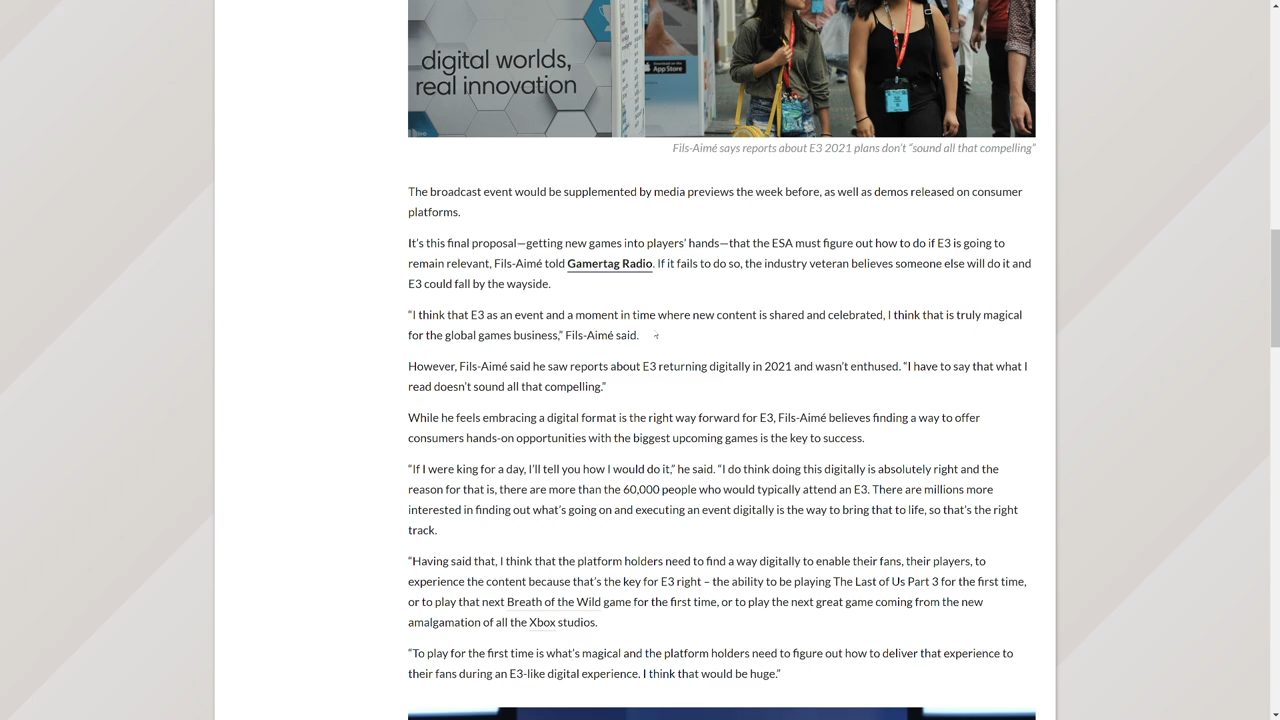 digital worlds,
real innovation
App Store
Fils-Aimé says reports about E3 2021 plans don’t “sound all that compelling”
The broadcast event would be supplemented by media previews the week before, as well as demos released on consumer
platforms.
It’s this final proposal—getting new games into players’ hands—that the ESA must figure out how to do if E3 is going to
remain relevant, Fils-Aimé told Gamertag Radio. If it fails to do so, the industry veteran believes someone else will do it and
E3 could fall by the wayside.
“I think that E3 as an event and a moment in time where new content is shared and celebrated, I think that is truly magical
for the global games business,” Fils-Aimé said.
However, Fils-Aimé said he saw reports about E3 returning digitally in 2021 and wasn’t enthused. “I have to say that what I
read doesn’t sound all that compelling.”
While he feels embracing a digital format is the right way forward for E3, Fils-Aimé believes finding a way to offer
consumers hands-on opportunities with the biggest upcoming games is the key to success.
“If I were king for a day, I’ll tell you how I would do it,” he said. “I do think doing this digitally is absolutely right and the
reason for that is, there are more than the 60,000 people who would typically attend an E3. There are millions more
interested in finding out what’s going on and executing an event digitally is the way to bring that to life, so that’s the right
track.
“Having said that, I think that the platform holders need to find a way digitally to enable their fans, their players, to
experience the content because that’s the key for E3 right – the ability to be playing The Last of Us Part 3 for the first time,
or to play that next Breath of the Wild game for the first time, or to play the next great game coming from the new
amalgamation of all the Xbox studios.
“To play for the first time is what’s magical and the platform holders need to figure out how to deliver that experience to
their fans during an E3-like digital experience. I think that would be huge.”